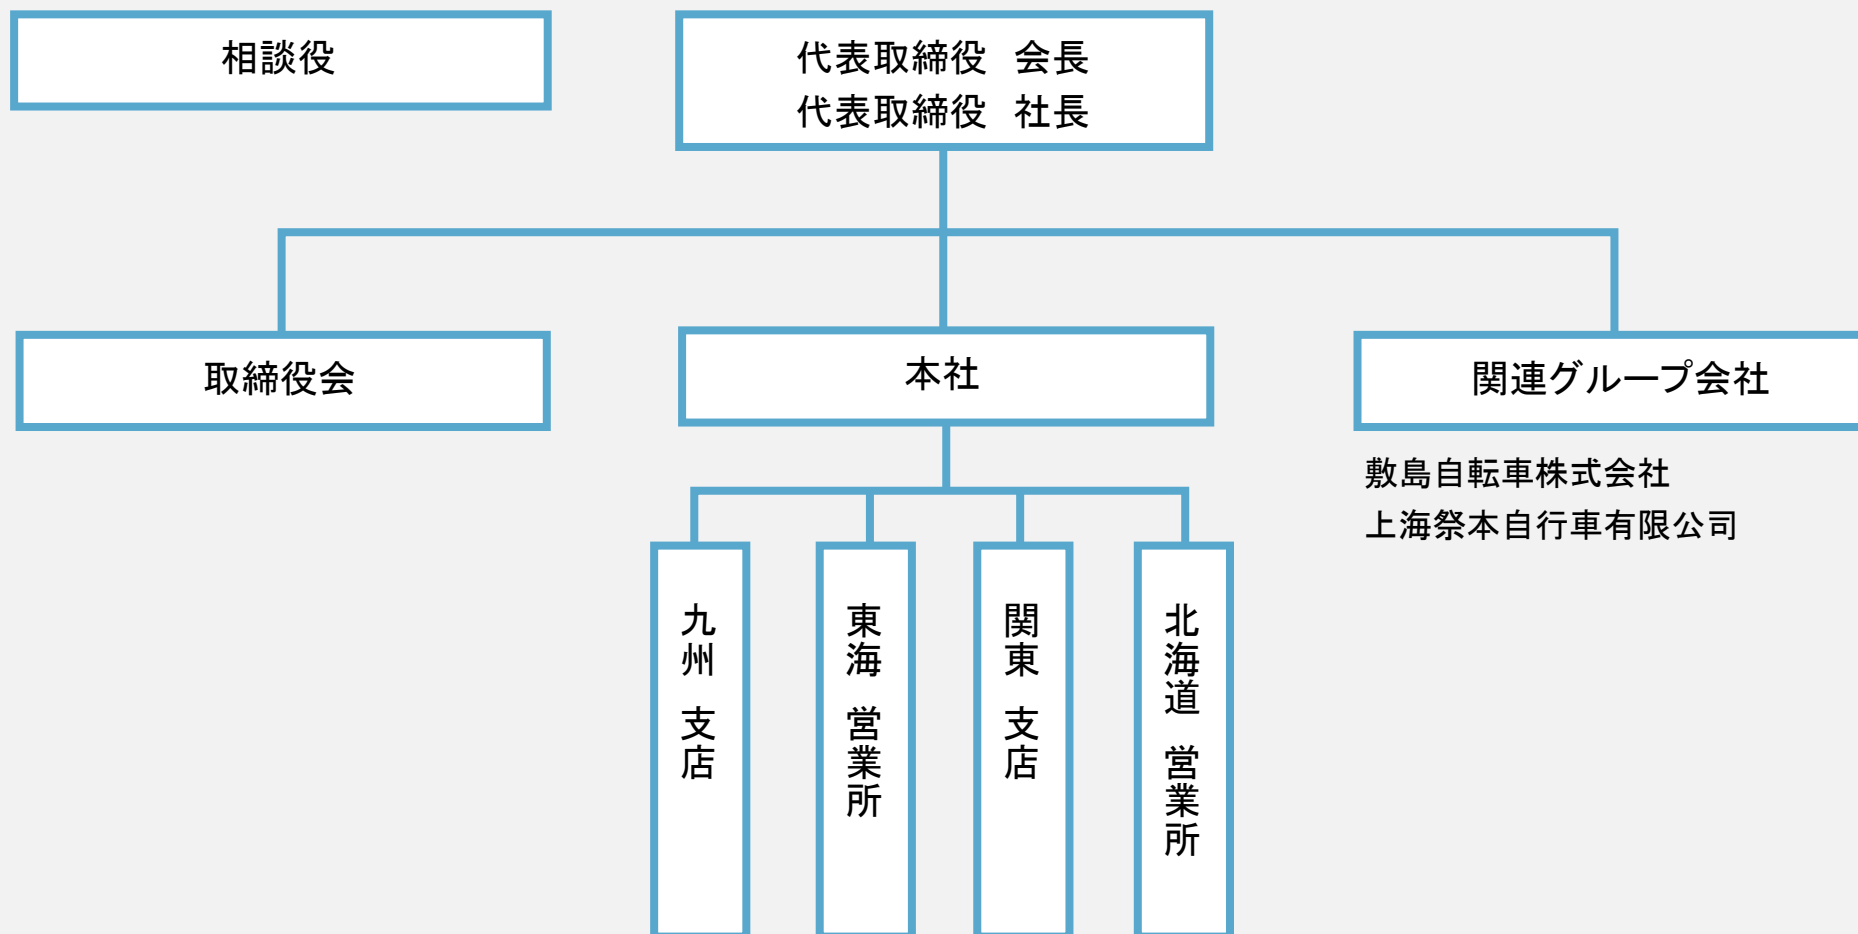 相談役
代表取締役　会長
代表取締役　社長
取締役会
本社
関連グループ会社
敷島自転車株式会社
上海祭本自行車有限公司
九州　支店
東海　営業所
関東　支店
北海道　営業所